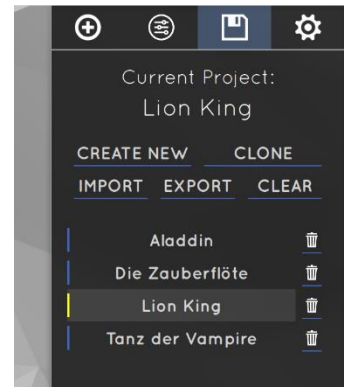 Current Project:
Lion King
CREATE NEW CLONE
IMPORT EXPORT CLEAR
Aladdin
Die Zauberflöte
Lion King
Tanz der Vampire